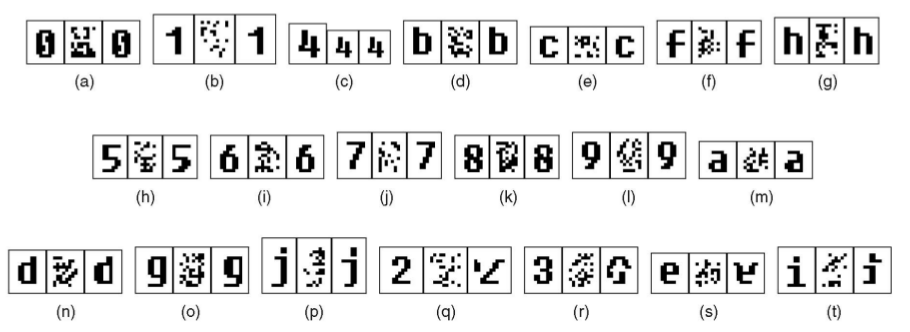 0 0 1 1 4 4 4 b b c c f f h h
(a) (b) (c) (d) (e) (f) (g)
5 5 6 6 7 7 8 8 9 9 a a
(h) (i) (j) (k) (l) (m)
d d g g j j 2 3 e i
(n) (o) (p) (q) (r) (s) (t)